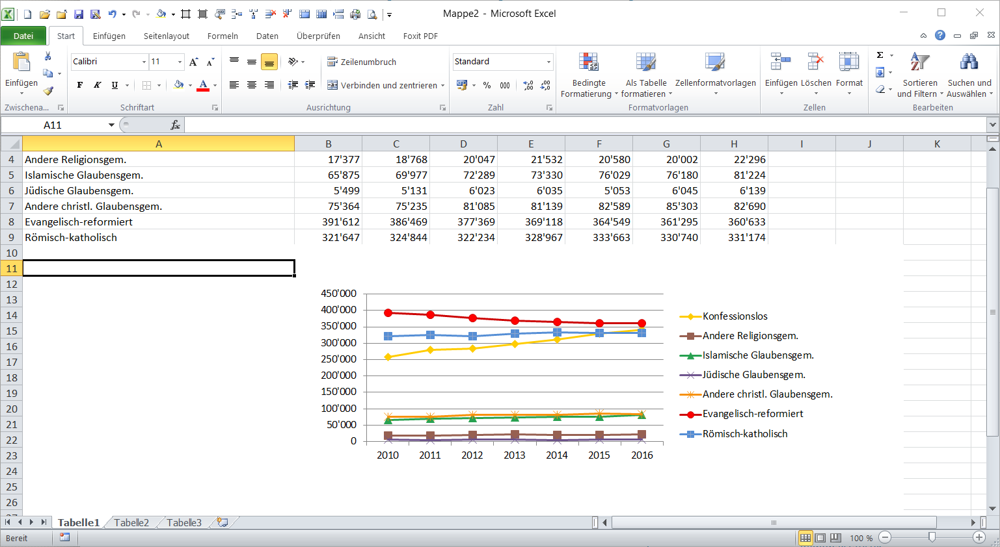 Mappe2 - Microsoft Excel
Datei Start Einfügen Seitenlayout Formeln Daten Überprüfen Ansicht Foxit PDF
Einfügen
Zwischena...
Calibri 11
F K U A
Schriftart
Zeilenumbruch
Verbinden und zentrieren
Ausrichtung
Standard
% 000
Zahl
Bedingte Formatierung
Als Tabelle formatieren
Zellenformatvorlagen
Formatvorlagen
Einfügen Löschen Format
Zellen
Σ
Sortieren und Filtern
Suchen und Auswählen
Bearbeiten
A11 fx
A B C D E F G H I J K
4 Andere Religionsgem. 17'377 18'768 20'047 21'532 20'580 20'002 22'296
5 Islamische Glaubensgem. 65'875 69'977 72'289 73'330 76'029 76'180 81'224
6 Jüdische Glaubensgem. 5'499 5'131 6'023 6'035 5'053 6'045 6'139
7 Andere christl. Glaubensgem. 75'364 75'235 81'085 81'139 82'589 85'303 82'690
8 Evangelisch-reformiert 391'612 386'469 377'369 369'118 364'549 361'295 360'633
9 Römisch-katholisch 321'647 324'844 322'234 328'967 333'663 330'740 331'174
10
11
12
13
14
15
16
17
18
19
20
21
22
23
24
25
26
27
450'000
400'000
350'000
300'000
250'000
200'000
150'000
100'000
50'000
0
2010 2011 2012 2013 2014 2015 2016
Konfessionslos
Andere Religionsgem.
Islamische Glaubensgem.
Jüdische Glaubensgem.
Andere christl. Glaubensgem.
Evangelisch-reformiert
Römisch-katholisch
Tabelle1 Tabelle2 Tabelle3
Bereit 100 %